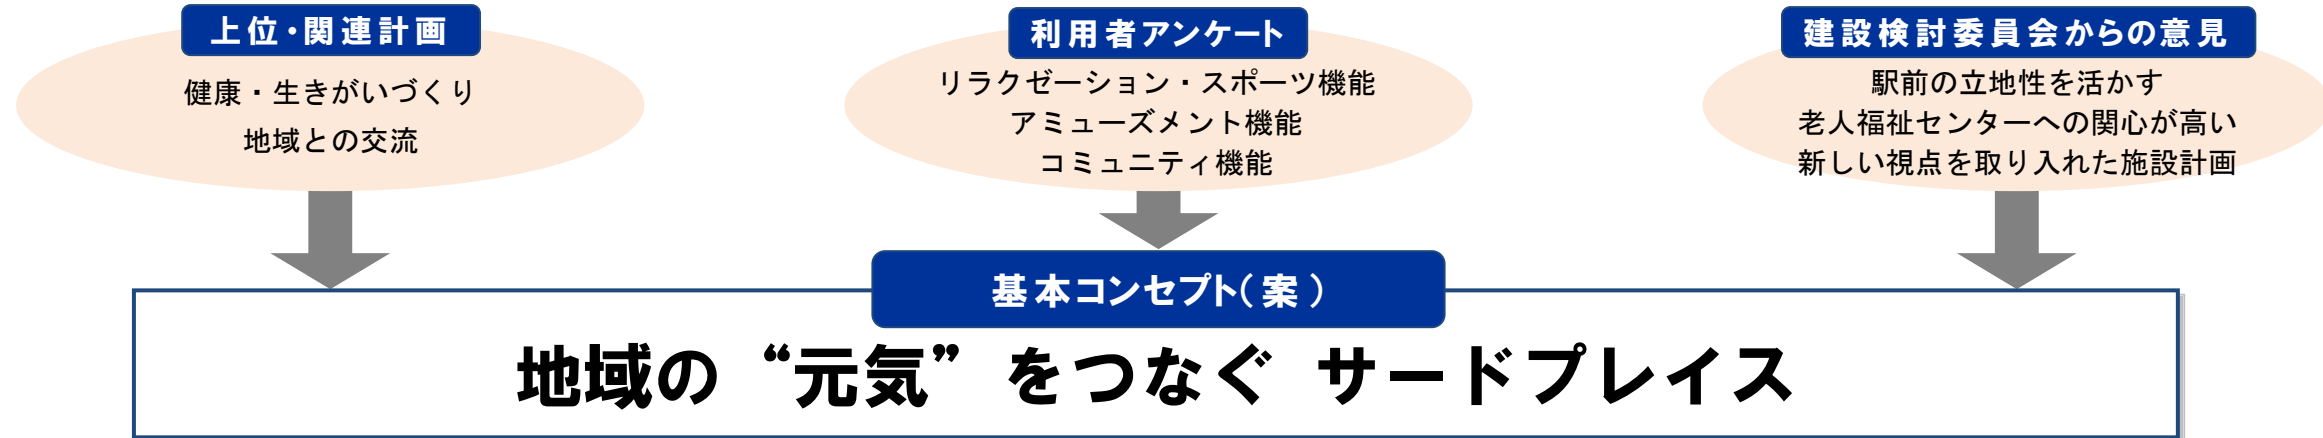 上位・関連計画
健康・生きがいづくり
地域との交流
利用者アンケート
リラクゼーション・スポーツ機能
アミューズメント機能
コミュニティ機能
建設検討委員会からの意見
駅前の立地性を活かす
老人福祉センターへの関心が高い
新しい視点を取り入れた施設計画
基本コンセプト(案)
地域の“元気”をつなぐ サードプレイス